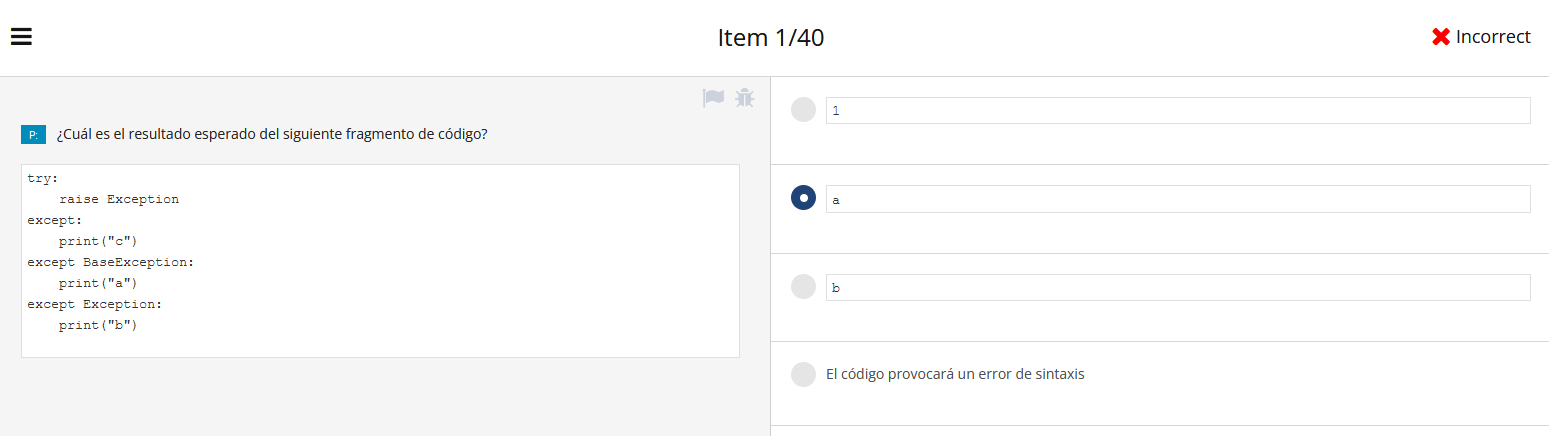 Item 1/40
Incorrect
P:
¿Cuál es el resultado esperado del siguiente fragmento de código?
try:
    raise Exception
except:
    print("c")
except BaseException:
    print("a")
except Exception:
    print("b")
1
a
b
El código provocará un error de sintaxis